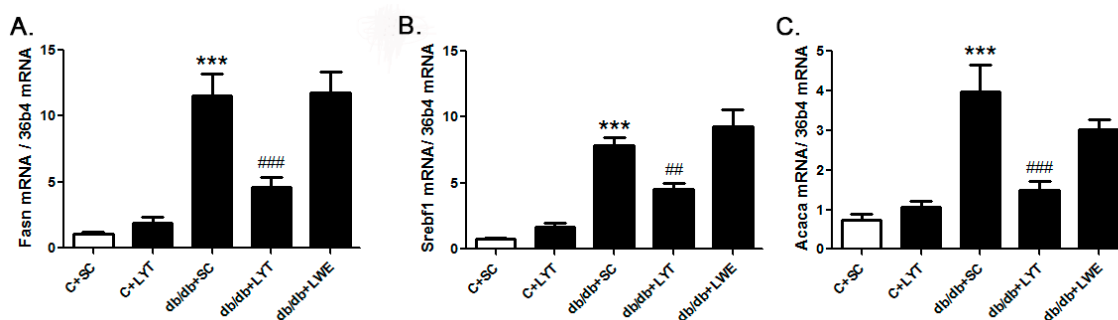 A.
Fasn mRNA / 36b4 mRNA
15
10
5
0
***
###
C+SC
C+LYT
db/db+SC
db/db+LYT
db/db+LWE
B.
Srebf1 mRNA/ 36b4 mRNA
15
10
5
0
***
##
C+SC
C+LYT
db/db+SC
db/db+LYT
db/db+LWE
C.
Acaca mRNA/ 36b4 mRNA
5
4
3
2
1
0
***
###
C+SC
C+LYT
db/db+SC
db/db+LYT
db/db+LWE